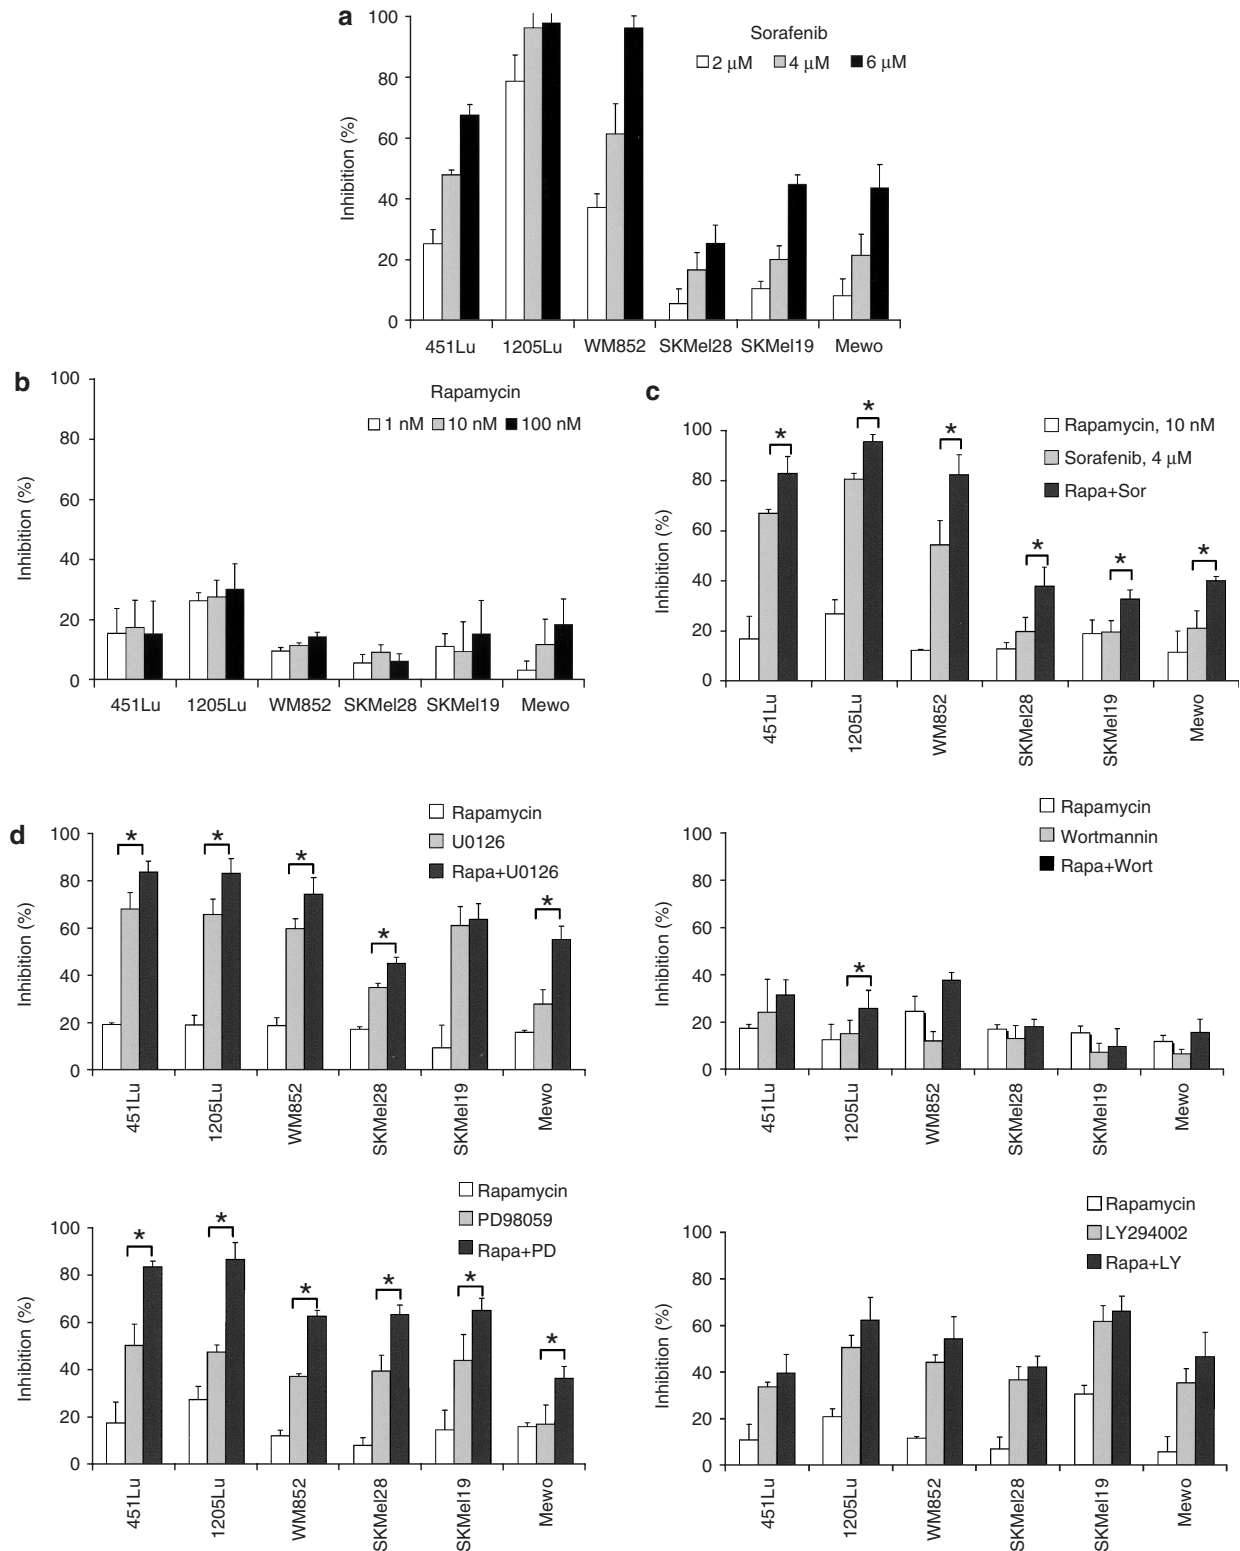 a
Sorafenib
2 μM 4 μM 6 μM
Inhibition (%)
100
80
60
40
20
0
451Lu 1205Lu WM852 SKMel28 SKMel19 Mewo
b
Rapamycin
1 nM 10 nM 100 nM
Inhibition (%)
100
80
60
40
20
0
451Lu 1205Lu WM852 SKMel28 SKMel19 Mewo
c
Rapamycin, 10 nM
Sorafenib, 4 μM
Rapa+Sor
Inhibition (%)
100
80
60
40
20
0
* * * * * *
451Lu 1205Lu WM852 SKMel28 SKMel19 Mewo
d
Rapamycin
U0126
Rapa+U0126
Inhibition (%)
100
80
60
40
20
0
* * * * *
451Lu 1205Lu WM852 SKMel28 SKMel19 Mewo
Rapamycin
Wortmannin
Rapa+Wort
Inhibition (%)
100
80
60
40
20
0
*
451Lu 1205Lu WM852 SKMel28 SKMel19 Mewo
Rapamycin
PD98059
Rapa+PD
Inhibition (%)
100
80
60
40
20
0
* * * * * *
451Lu 1205Lu WM852 SKMel28 SKMel19 Mewo
Rapamycin
LY294002
Rapa+LY
Inhibition (%)
100
80
60
40
20
0
451Lu 1205Lu WM852 SKMel28 SKMel19 Mewo